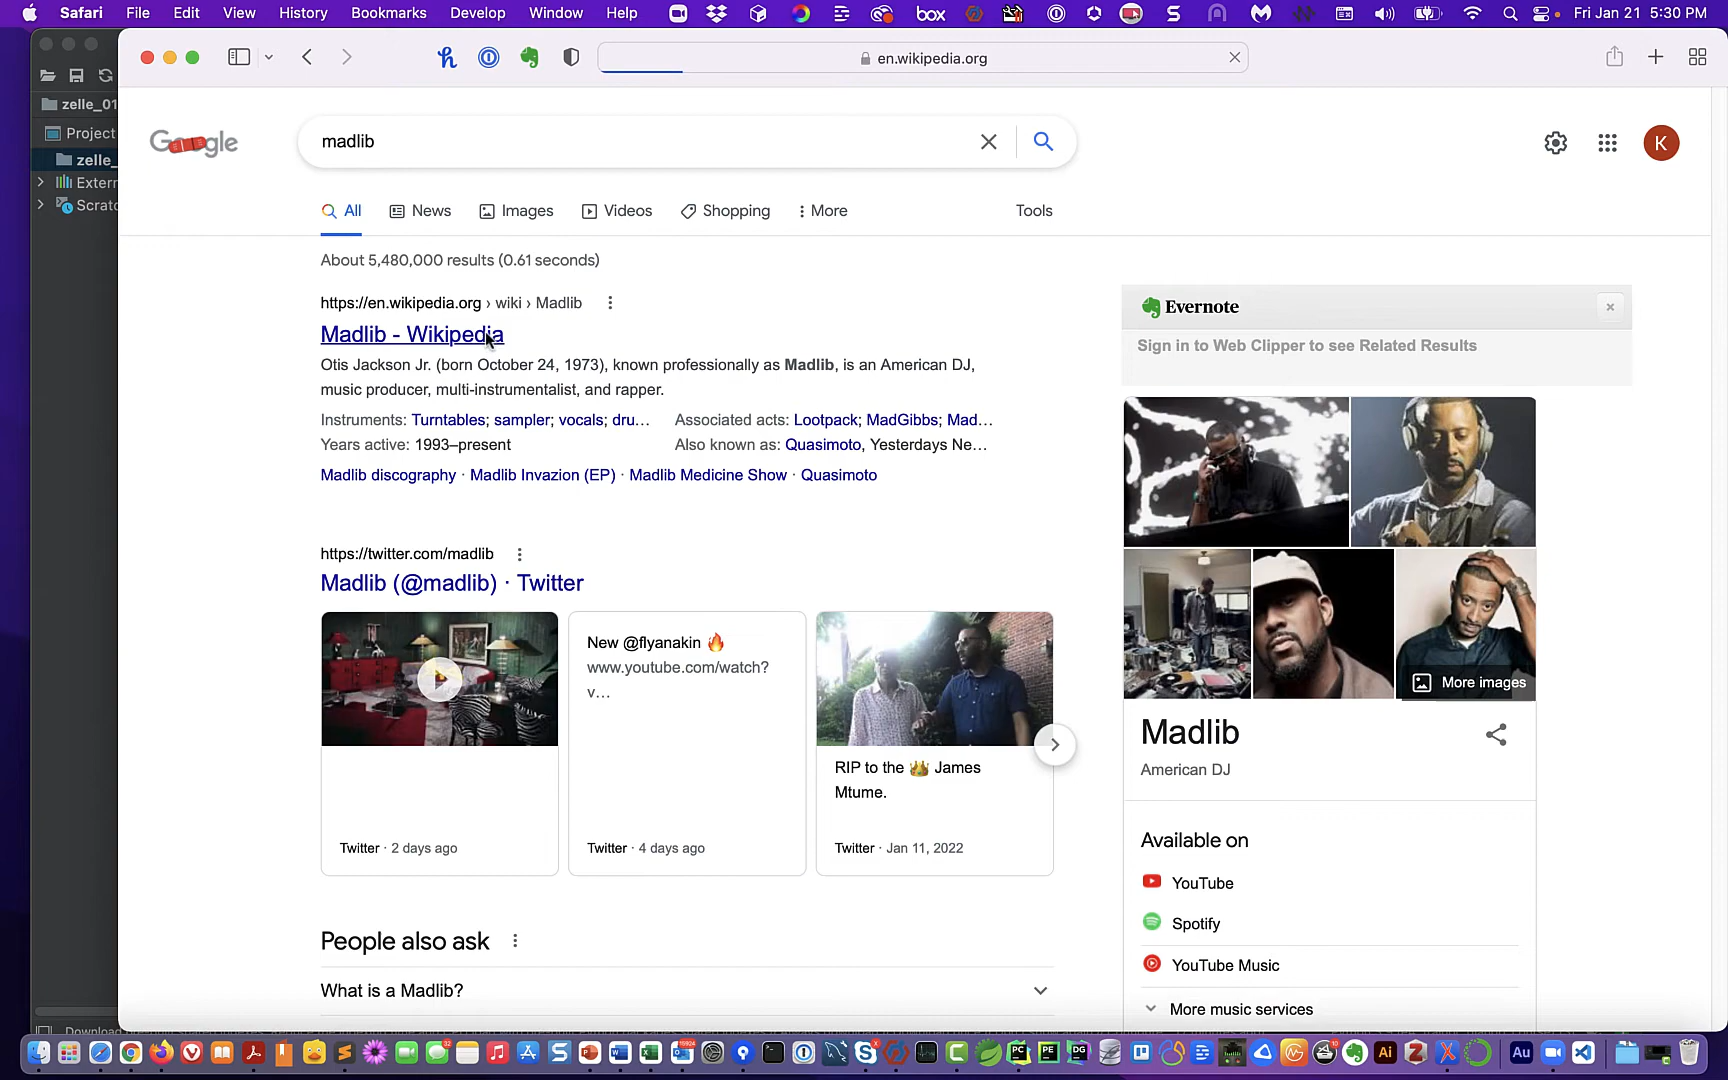 Safari File Edit View History Bookmarks Develop Window Help box Fri Jan 21 5:30 PM
en.wikipedia.org
zelle_01
Project
zelle_
Extern
Scratc
Google
madlib
K
All News Images Videos Shopping More Tools
About 5,480,000 results (0.61 seconds)
https://en.wikipedia.org › wiki › Madlib
Madlib - Wikipedia
Otis Jackson Jr. (born October 24, 1973), known professionally as Madlib, is an American DJ,
music producer, multi-instrumentalist, and rapper.
Instruments: Turntables; sampler; vocals; dru... Associated acts: Lootpack; MadGibbs; Mad...
Years active: 1993–present Also known as: Quasimoto, Yesterdays Ne...
Madlib discography · Madlib Invazion (EP) · Madlib Medicine Show · Quasimoto
https://twitter.com/madlib
Madlib (@madlib) · Twitter
New @flyanakin 🔥
www.youtube.com/watch?
v...
RIP to the 👑 James
Mtume.
Twitter · 2 days ago
Twitter · 4 days ago
Twitter · Jan 11, 2022
People also ask
What is a Madlib?
Evernote
Sign in to Web Clipper to see Related Results
More images
Madlib
American DJ
Available on
YouTube
Spotify
YouTube Music
More music services